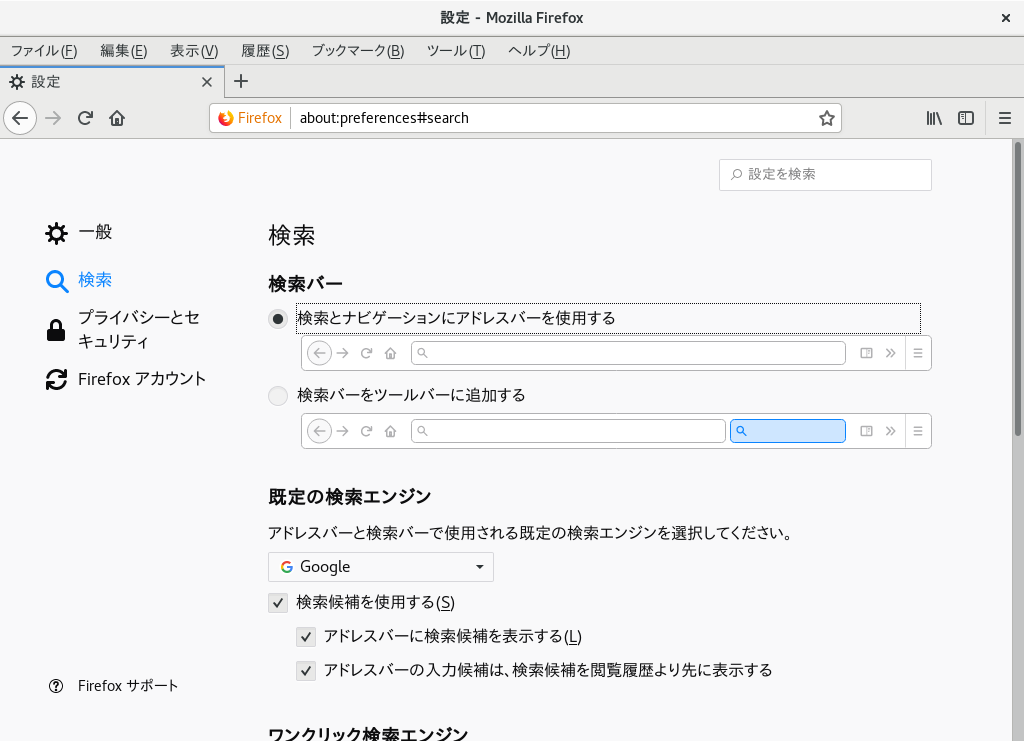 設定 - Mozilla Firefox
ファイル(F) 編集(E) 表示(V) 履歴(S) ブックマーク(B) ツール(T) ヘルプ(H)
設定
Firefox about:preferences#search
設定を検索
一般
検索
プライバシーとセ
キュリティ
Firefox アカウント
Firefox サポート
検索
検索バー
検索とナビゲーションにアドレスバーを使用する
検索バーをツールバーに追加する
既定の検索エンジン
アドレスバーと検索バーで使用される既定の検索エンジンを選択してください。
Google
検索候補を使用する(S)
アドレスバーに検索候補を表示する(L)
アドレスバーの入力候補は、検索候補を閲覧履歴より先に表示する
ワンクリック検索エンジン